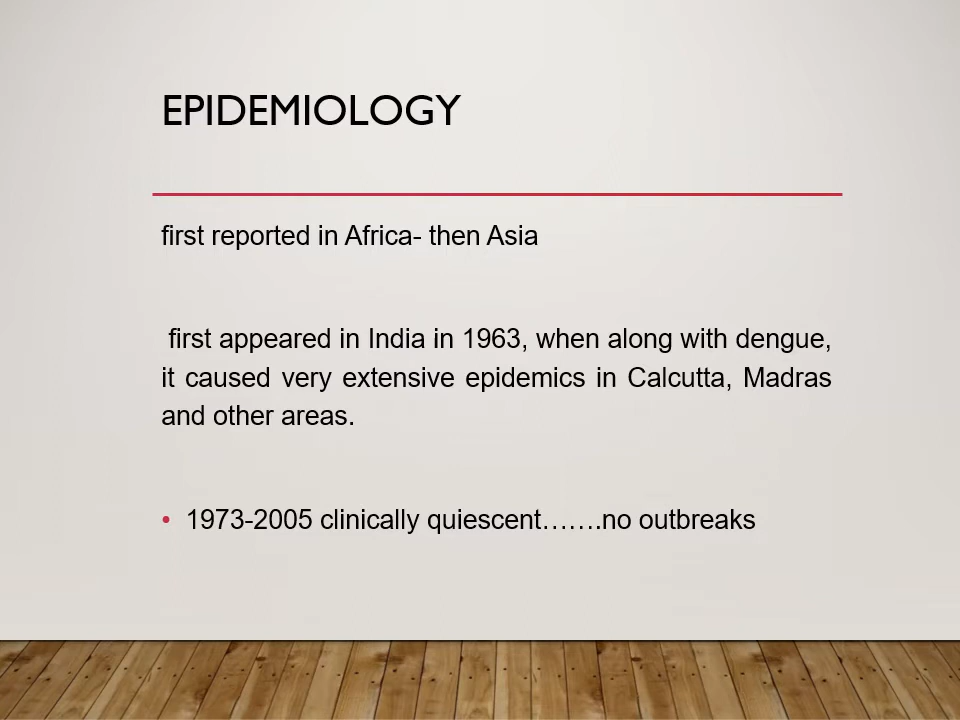 EPIDEMIOLOGY
first reported in Africa- then Asia
first appeared in India in 1963, when along with dengue,
it caused very extensive epidemics in Calcutta, Madras
and other areas.
• 1973-2005 clinically quiescent…….no outbreaks